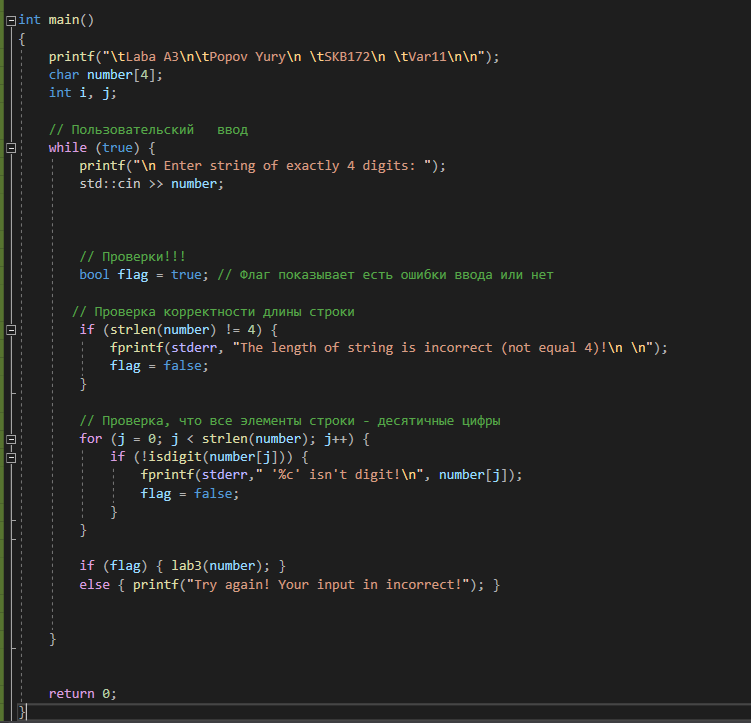 int main()
{
printf("\tLaba A3\n\tPopov Yury\n \tSKB172\n \tVar11\n\n");
char number[4];
int i, j;
// Пользовательский   ввод
while (true) {
printf("\n Enter string of exactly 4 digits: ");
std::cin >> number;
// Проверки!!!
bool flag = true; // Флаг показывает есть ошибки ввода или нет
// Проверка корректности длины строки
if (strlen(number) != 4) {
fprintf(stderr, "The length of string is incorrect (not equal 4)!\n \n");
flag = false;
}
// Проверка, что все элементы строки - десятичные цифры
for (j = 0; j < strlen(number); j++) {
if (!isdigit(number[j])) {
fprintf(stderr," '%c' isn't digit!\n", number[j]);
flag = false;
}
}
if (flag) { lab3(number); }
else { printf("Try again! Your input in incorrect!"); }
}
return 0;
}